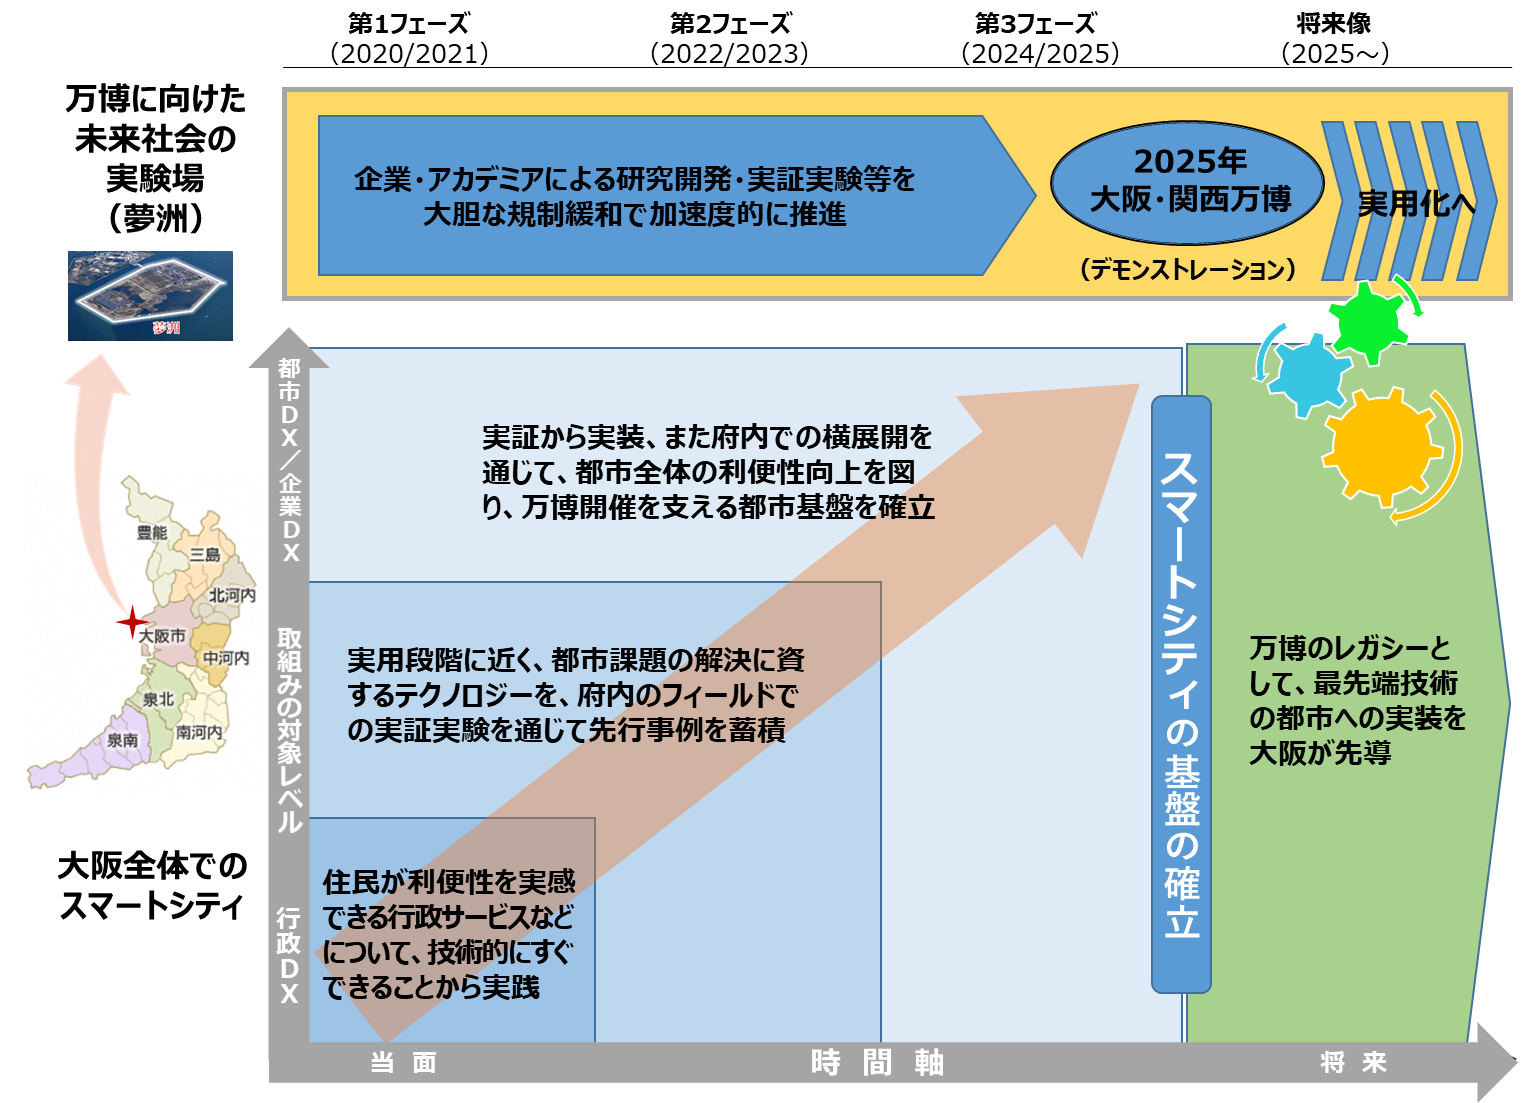 第1フェーズ
（2020/2021）
第2フェーズ
（2022/2023）
第3フェーズ
（2024/2025）
将来像
（2025～）
万博に向けた
未来社会の
実験場
（夢洲）
夢洲
企業・アカデミアによる研究開発・実証実験等を
大胆な規制緩和で加速度的に推進
2025年
大阪・関西万博
（デモンストレーション）
実用化へ
都市ＤＸ／企業ＤＸ
取組みの対象レベル
行政ＤＸ
実証から実装、また府内での横展開を
通じて、都市全体の利便性向上を図
り、万博開催を支える都市基盤を確立
実用段階に近く、都市課題の解決に資
するテクノロジーを、府内のフィールドで
の実証実験を通じて先行事例を蓄積
住民が利便性を実感
できる行政サービスなど
について、技術的にすぐ
できることから実践
スマートシティの基盤の確立
万博のレガシーと
して、最先端技術
の都市への実装を
大阪が先導
豊能
三島
北河内
大阪市
中河内
泉北
南河内
泉南
大阪全体での
スマートシティ
当 面
時 間 軸
将 来